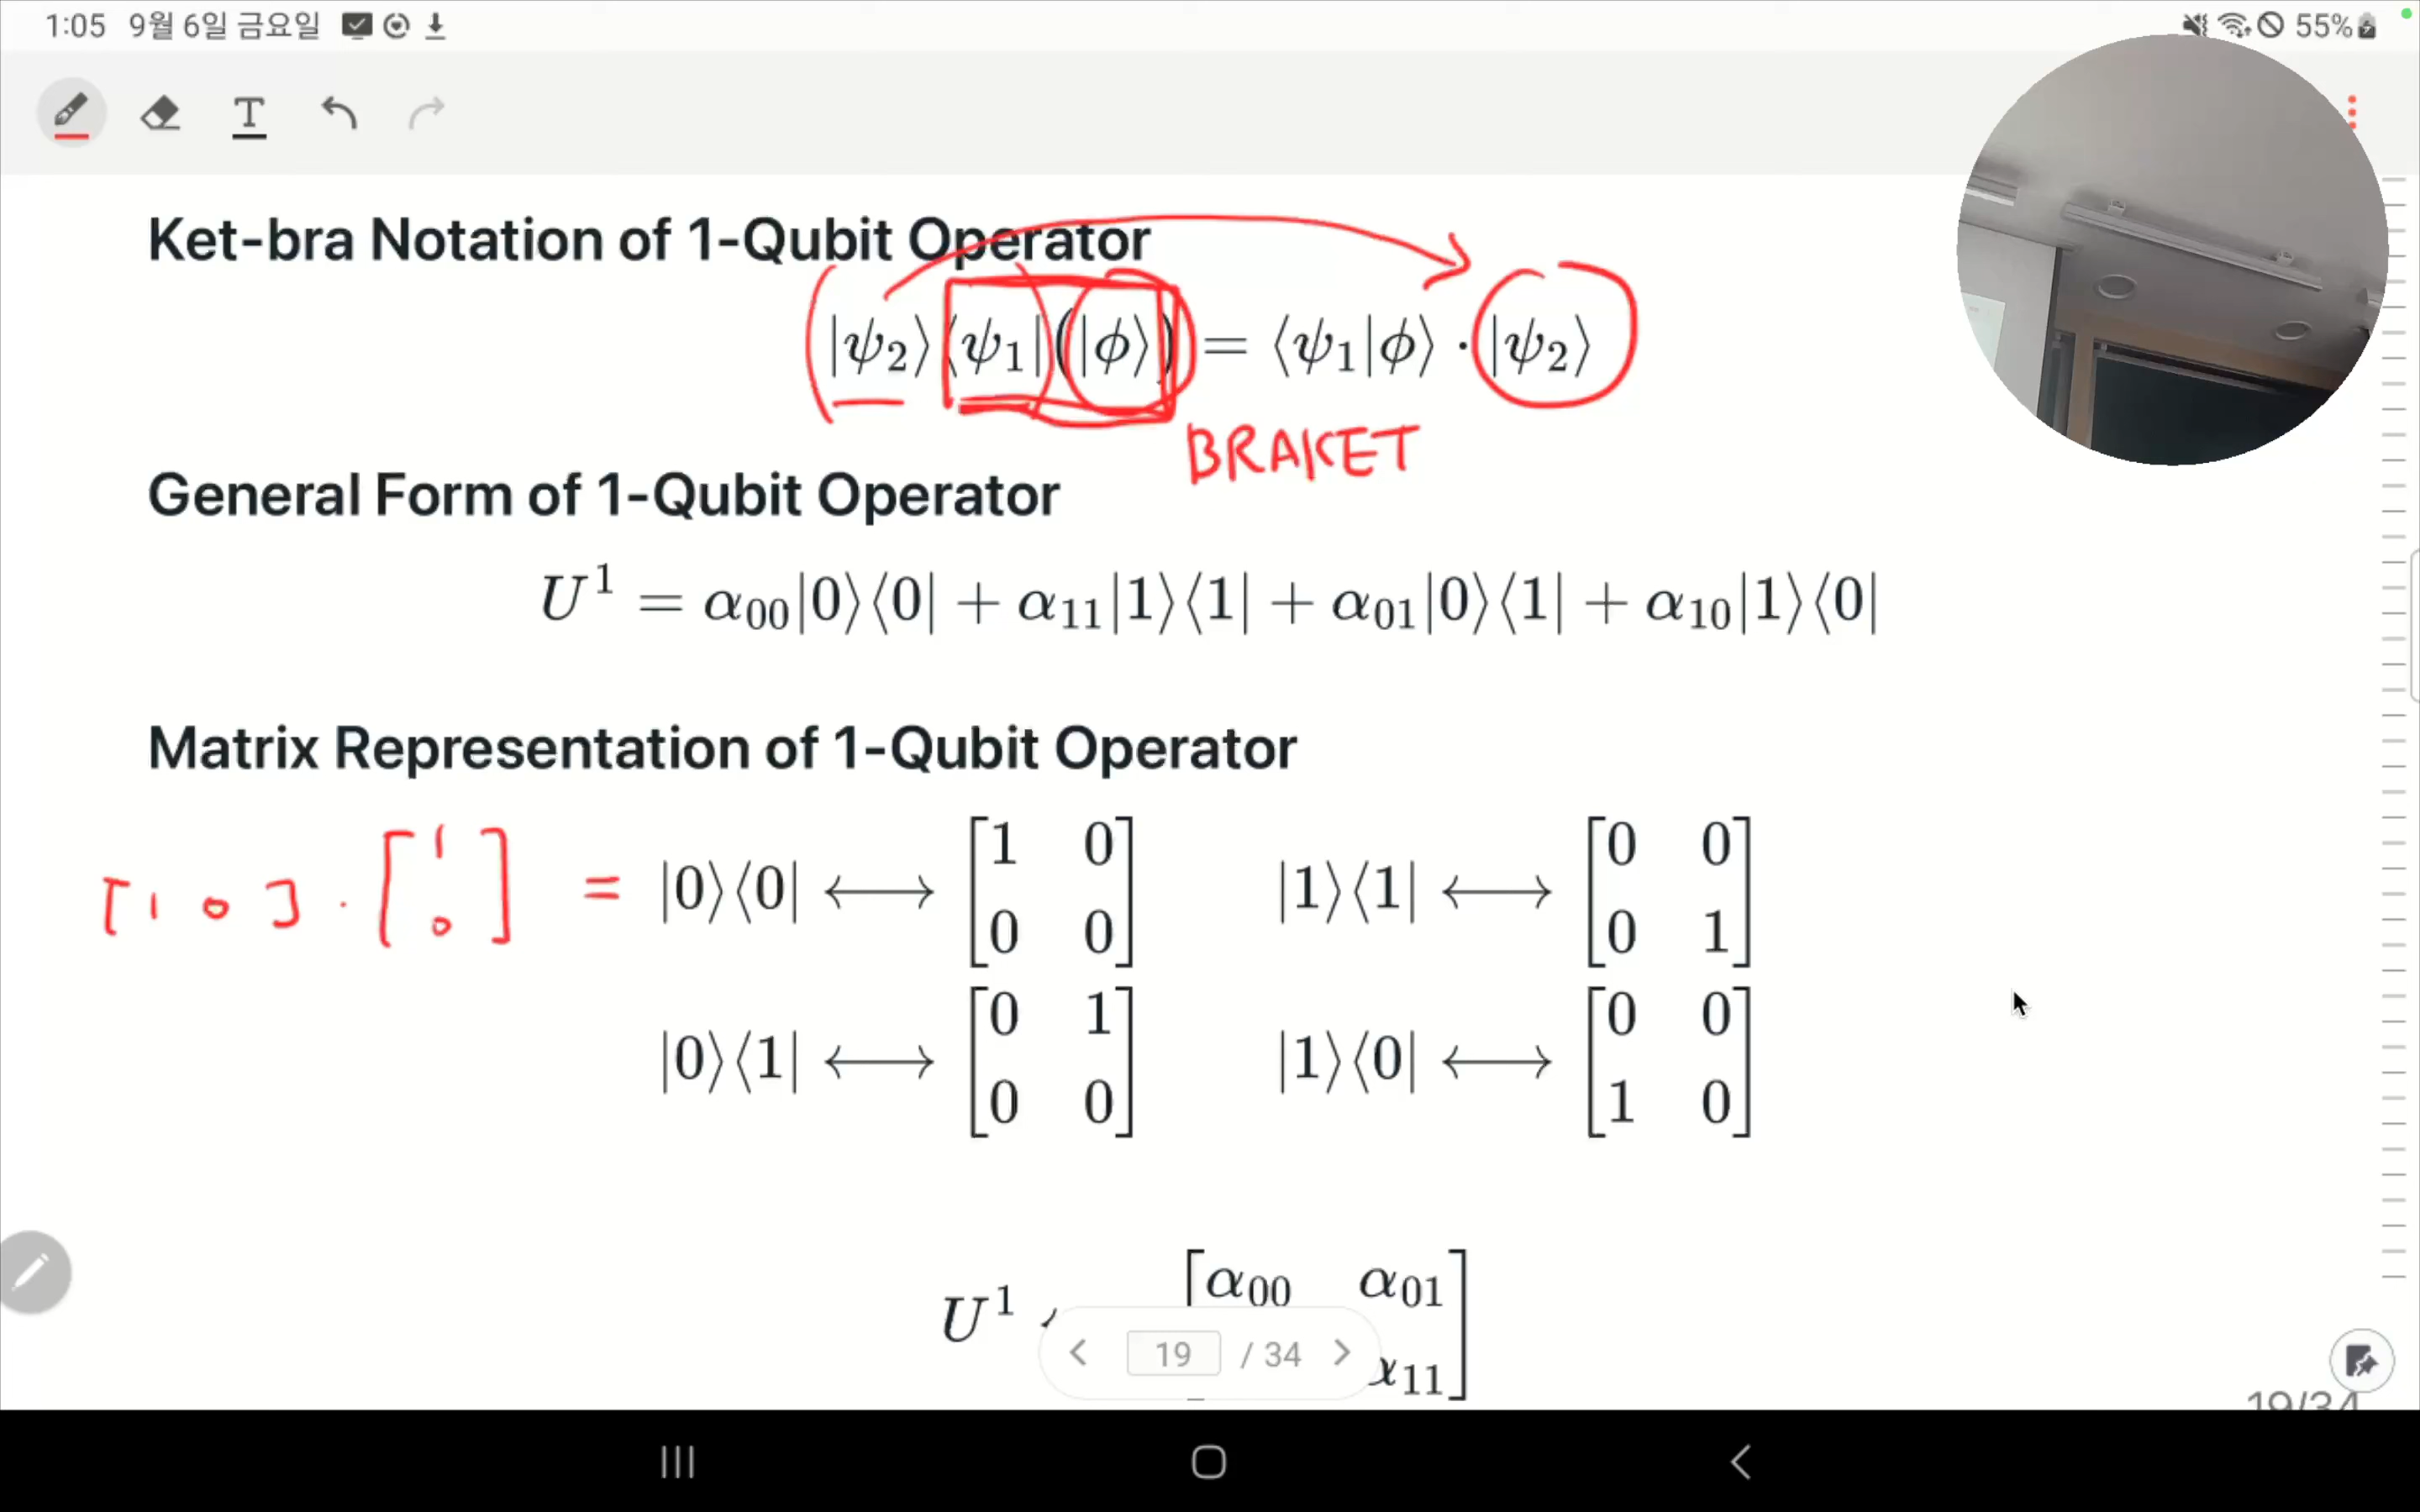 1:05 9월 6일 금요일 55%
T
Ket-bra Notation of 1-Qubit Operator
|ψ₂⟩⟨ψ₁|(|ϕ⟩) = ⟨ψ₁|ϕ⟩ · |ψ₂⟩
BRAKET
General Form of 1-Qubit Operator
U¹ = α₀₀|0⟩⟨0| + α₁₁|1⟩⟨1| + α₀₁|0⟩⟨1| + α₁₀|1⟩⟨0|
Matrix Representation of 1-Qubit Operator
[1 0] · [1 0] = |0⟩⟨0| ⟷ [1 0 0 0] |1⟩⟨1| ⟷ [0 0 0 1]
|0⟩⟨1| ⟷ [0 1 0 0] |1⟩⟨0| ⟷ [0 0 1 0]
U¹ [α₀₀ α₀₁
α₁₁]
19 / 34
19/34